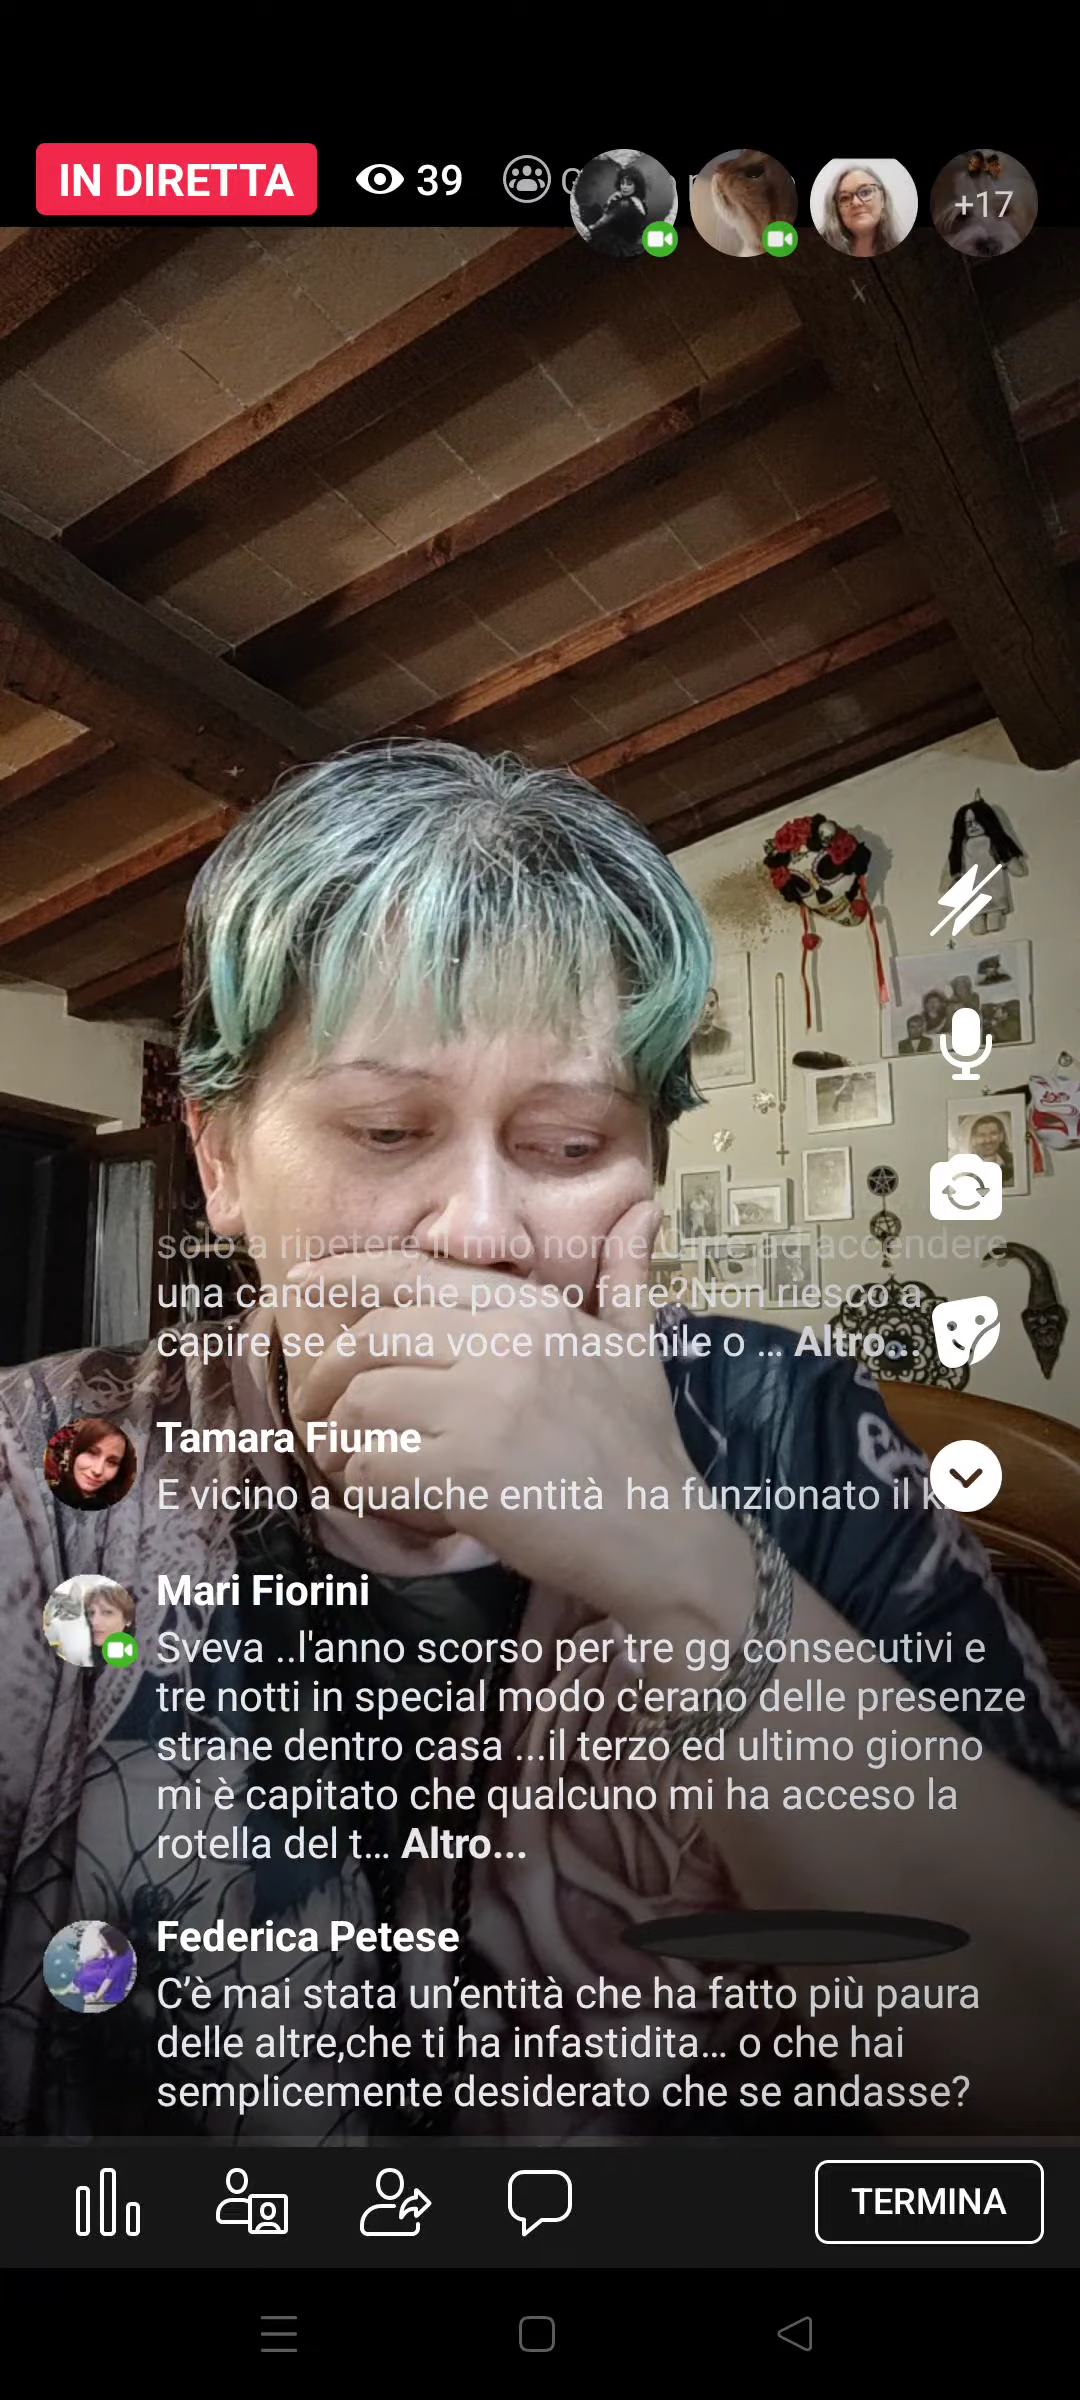 IN DIRETTA
39
+17
solo a ripetere il mio nome.Oltre ad accendere
una candela che posso fare?Non riesco a
capire se è una voce maschile o ... Altro...
Tamara Fiume
E vicino a qualche entità  ha funzionato il
Mari Fiorini
Sveva ..l'anno scorso per tre gg consecutivi e
tre notti in special modo c'erano delle presenze
strane dentro casa ...il terzo ed ultimo giorno
mi è capitato che qualcuno mi ha acceso la
rotella del t... Altro...
Federica Petese
C’è mai stata un’entità che ha fatto più paura
delle altre,che ti ha infastidita... o che hai
semplicemente desiderato che se andasse?
TERMINA